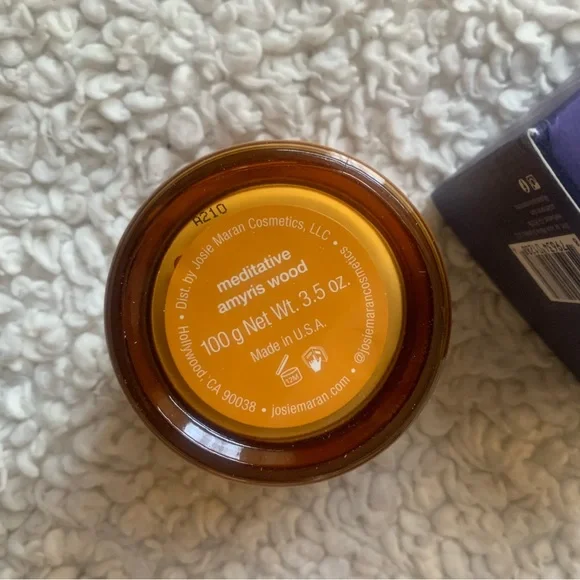 A210
Dist. by Josie Maran Cosmetics, LLC •
meditative
amyris wood
100 g Net Wt. 3.5 oz.
Made in U.S.A.
12M
Hollywood, CA 90038 • josiemaran.com • @josiemarancosmetics